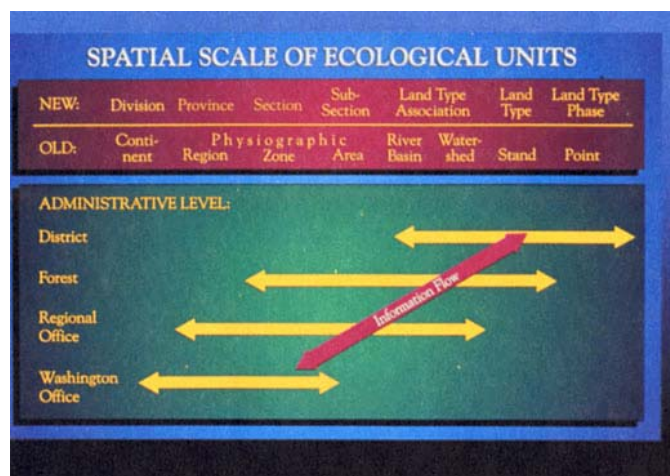 SPATIAL SCALE OF ECOLOGICAL UNITS
NEW: Division Province Section Sub-Section Land Type Association Land Type Land Type Phase
OLD: Conti-nent Physiographic Region Zone Area River Basin Water-shed Stand Point
ADMINISTRATIVE LEVEL:
District
Forest
Information Flow
Regional
Office
Washington
Office